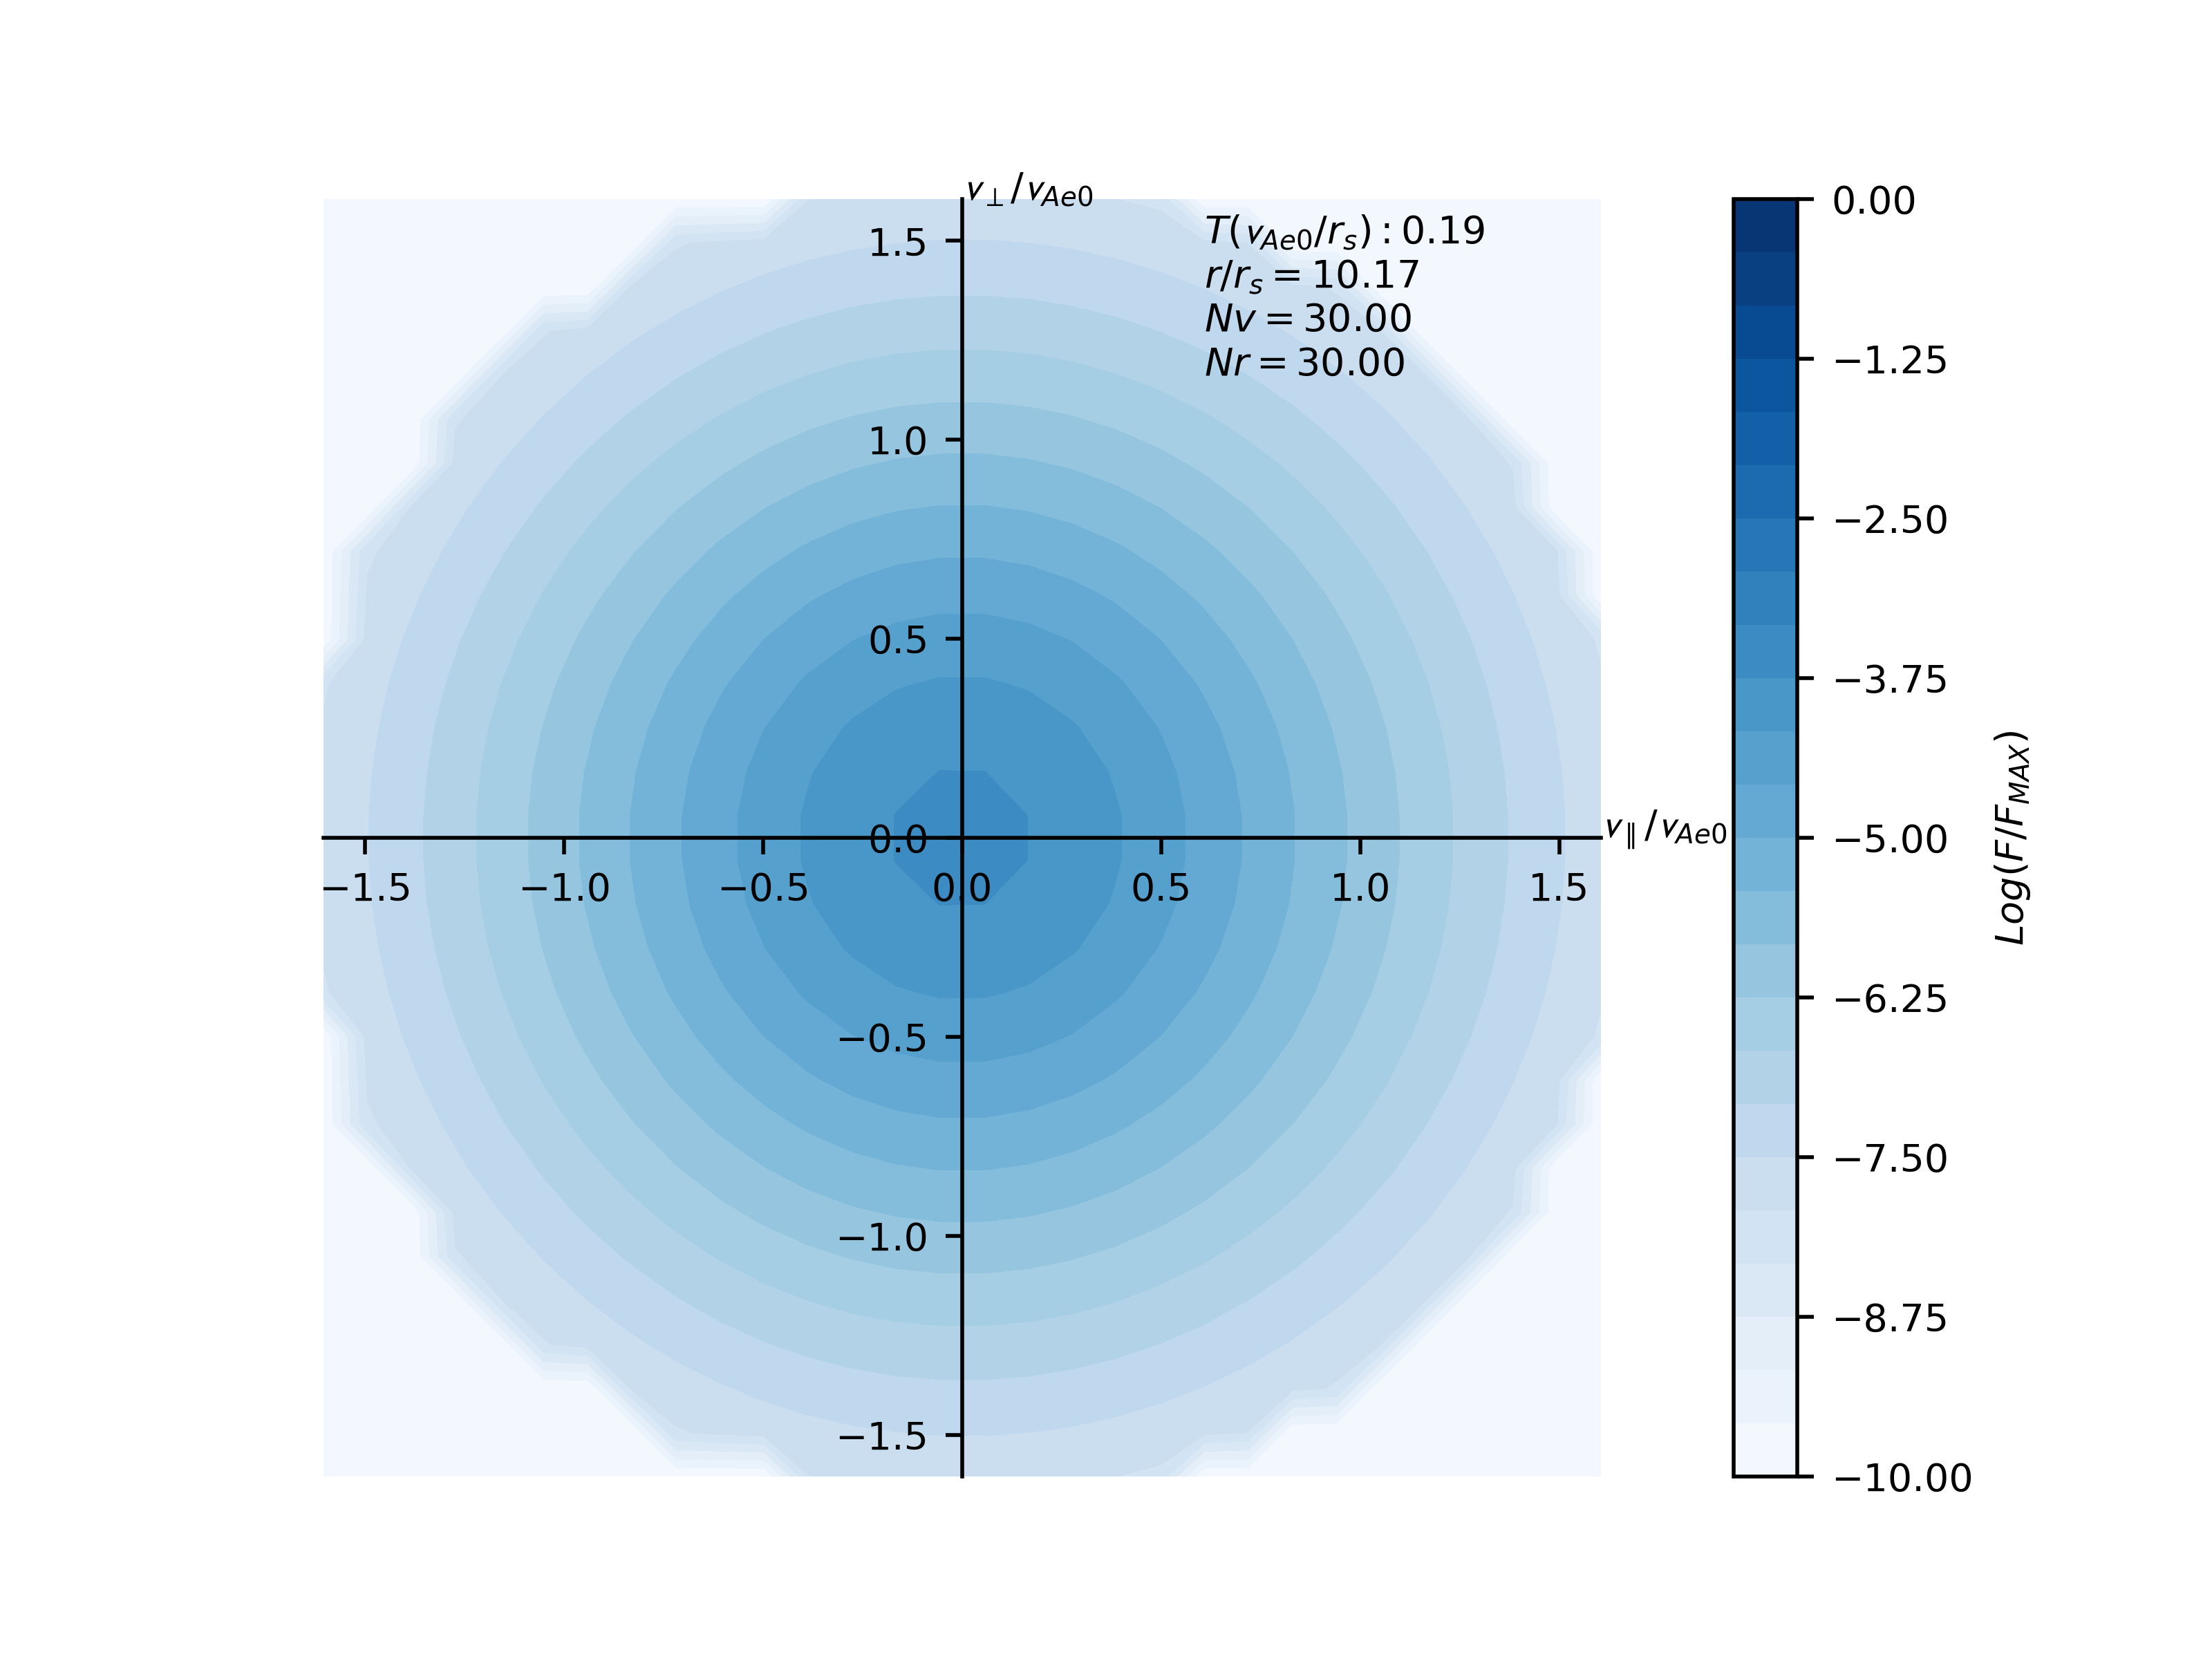 v⊥/vAe0
T(vAe0/rs) : 0.19
r/rs = 10.17
Nv = 30.00
Nr = 30.00
1.5
1.0
0.5
0.0
−0.5
−1.0
−1.5
−1.5 −1.0 −0.5 0.0 0.5 1.0 1.5
v∥/vAe0
0.00
−1.25
−2.50
−3.75
−5.00
−6.25
−7.50
−8.75
−10.00
Log(F/FMAX)